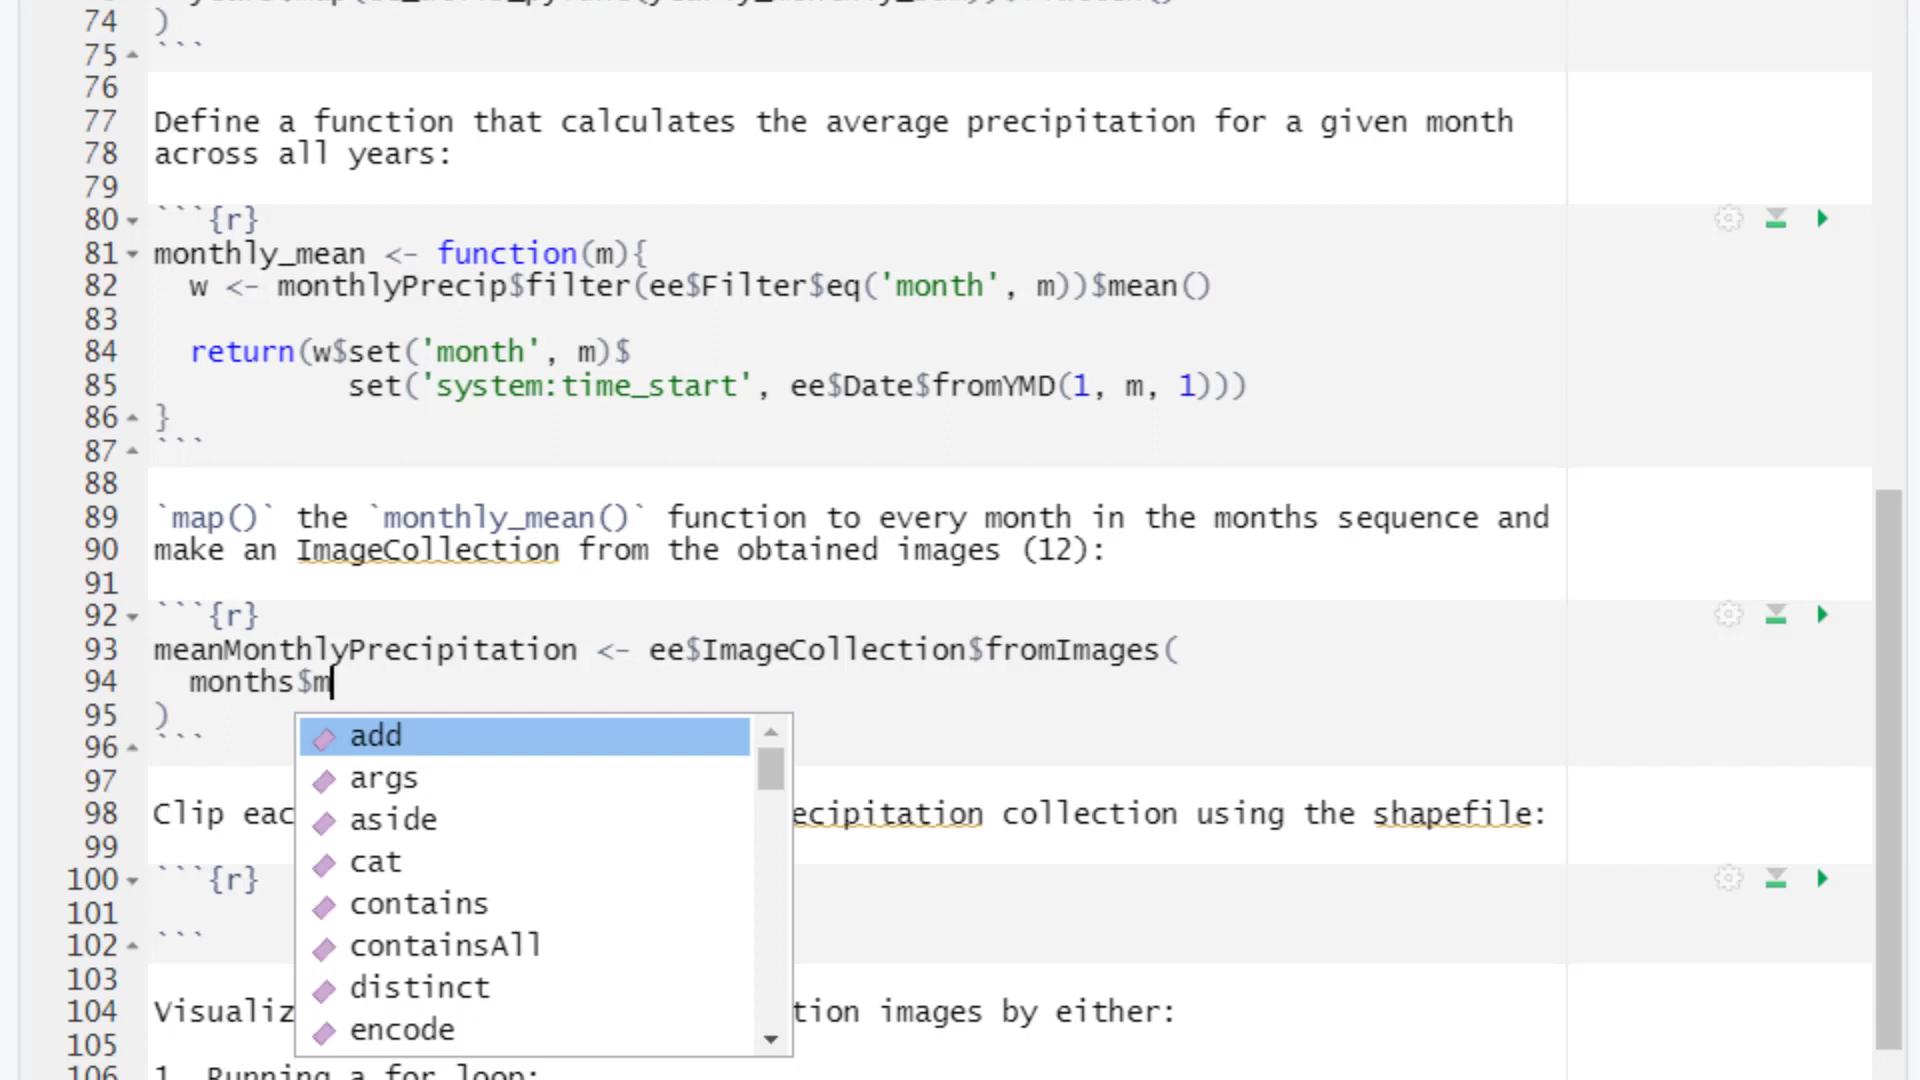 74 )
75 ```
76
77 Define a function that calculates the average precipitation for a given month
78 across all years:
79
80 ```{r}
81 monthly_mean <- function(m){
82 w <- monthlyPrecip$filter(ee$Filter$eq('month', m))$mean()
83
84 return(w$set('month', m)$
85 set('system:time_start', ee$Date$fromYMD(1, m, 1)))
86 }
87 ```
88
89 `map()` the `monthly_mean()` function to every month in the months sequence and
90 make an ImageCollection from the obtained images (12):
91
92 ```{r}
93 meanMonthlyPrecipitation <- ee$ImageCollection$fromImages(
94 months$m
95 )
96 ```
add
args
aside
cat
contains
containsAll
distinct
encode
97
98 Clip eac ecipitation collection using the shapefile:
99
100 ```{r}
101
102 ```
103
104 Visualiz tion images by either:
105
106 1. Running a for loop: